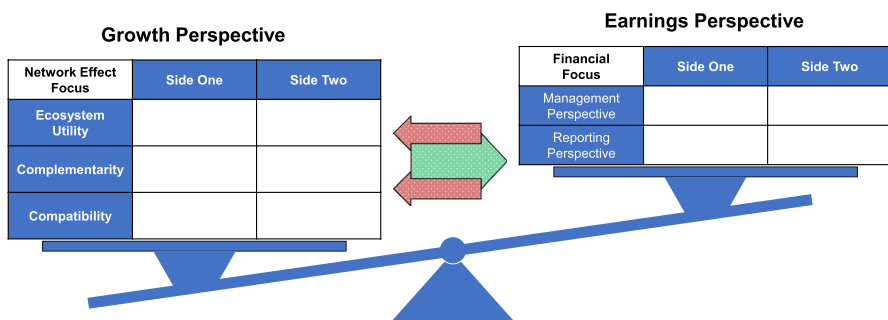 Growth Perspective
Network Effect
Focus
Side One
Side Two
Ecosystem
Utility
Complementarity
Compatibility
Earnings Perspective
Financial
Focus
Side One
Side Two
Management
Perspective
Reporting
Perspective